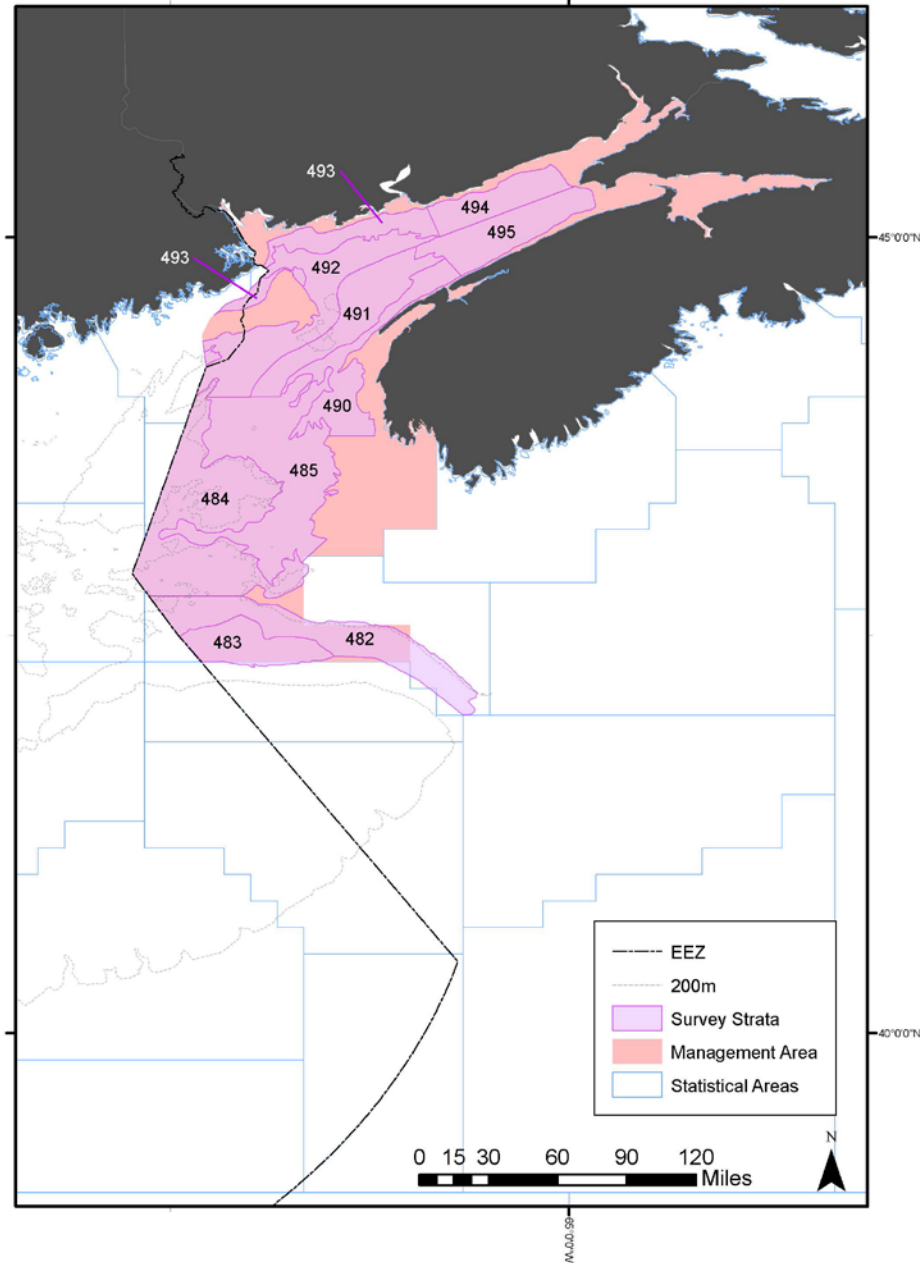 493
494
495
45°0'0"N
493
492
491
490
485
484
483
482
EEZ
200m
Survey Strata
Management Area
Statistical Areas
40°0'0"N
N
0 15 30 60 90 120
Miles
65°0'0"W